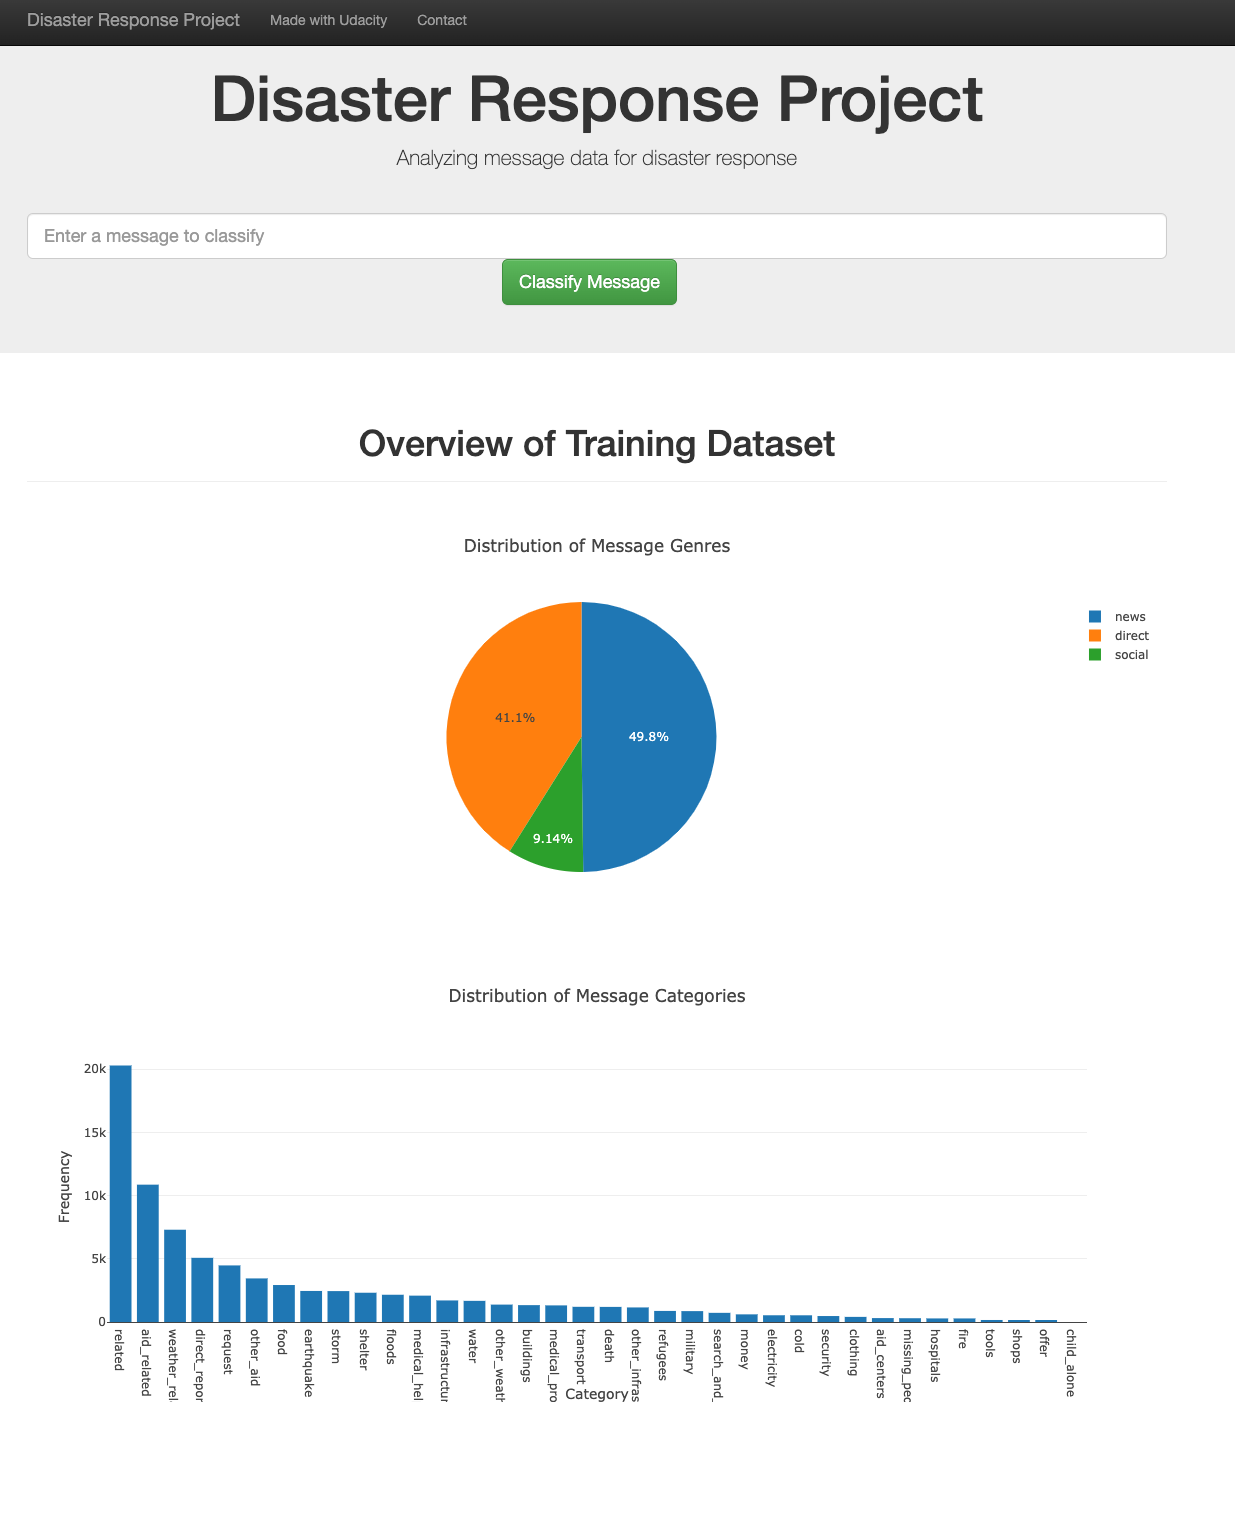 Disaster Response Project Made with Udacity Contact
Disaster Response Project
Analyzing message data for disaster response
Enter a message to classify
Classify Message
Overview of Training Dataset
Distribution of Message Genres
news
direct
social
41.1%
49.8%
9.14%
Distribution of Message Categories
20k
15k
10k
5k
0
Frequency
related
aid_related
weather_rel
direct_repor
request
other_aid
food
earthquake
storm
shelter
floods
medical_hel
infrastructur
water
other_weath
buildings
medical_pro
transport
death
other_infras
refugees
military
search_and_
money
electricity
cold
security
clothing
aid_centers
missing_peo
hospitals
fire
tools
shops
offer
child_alone
Category